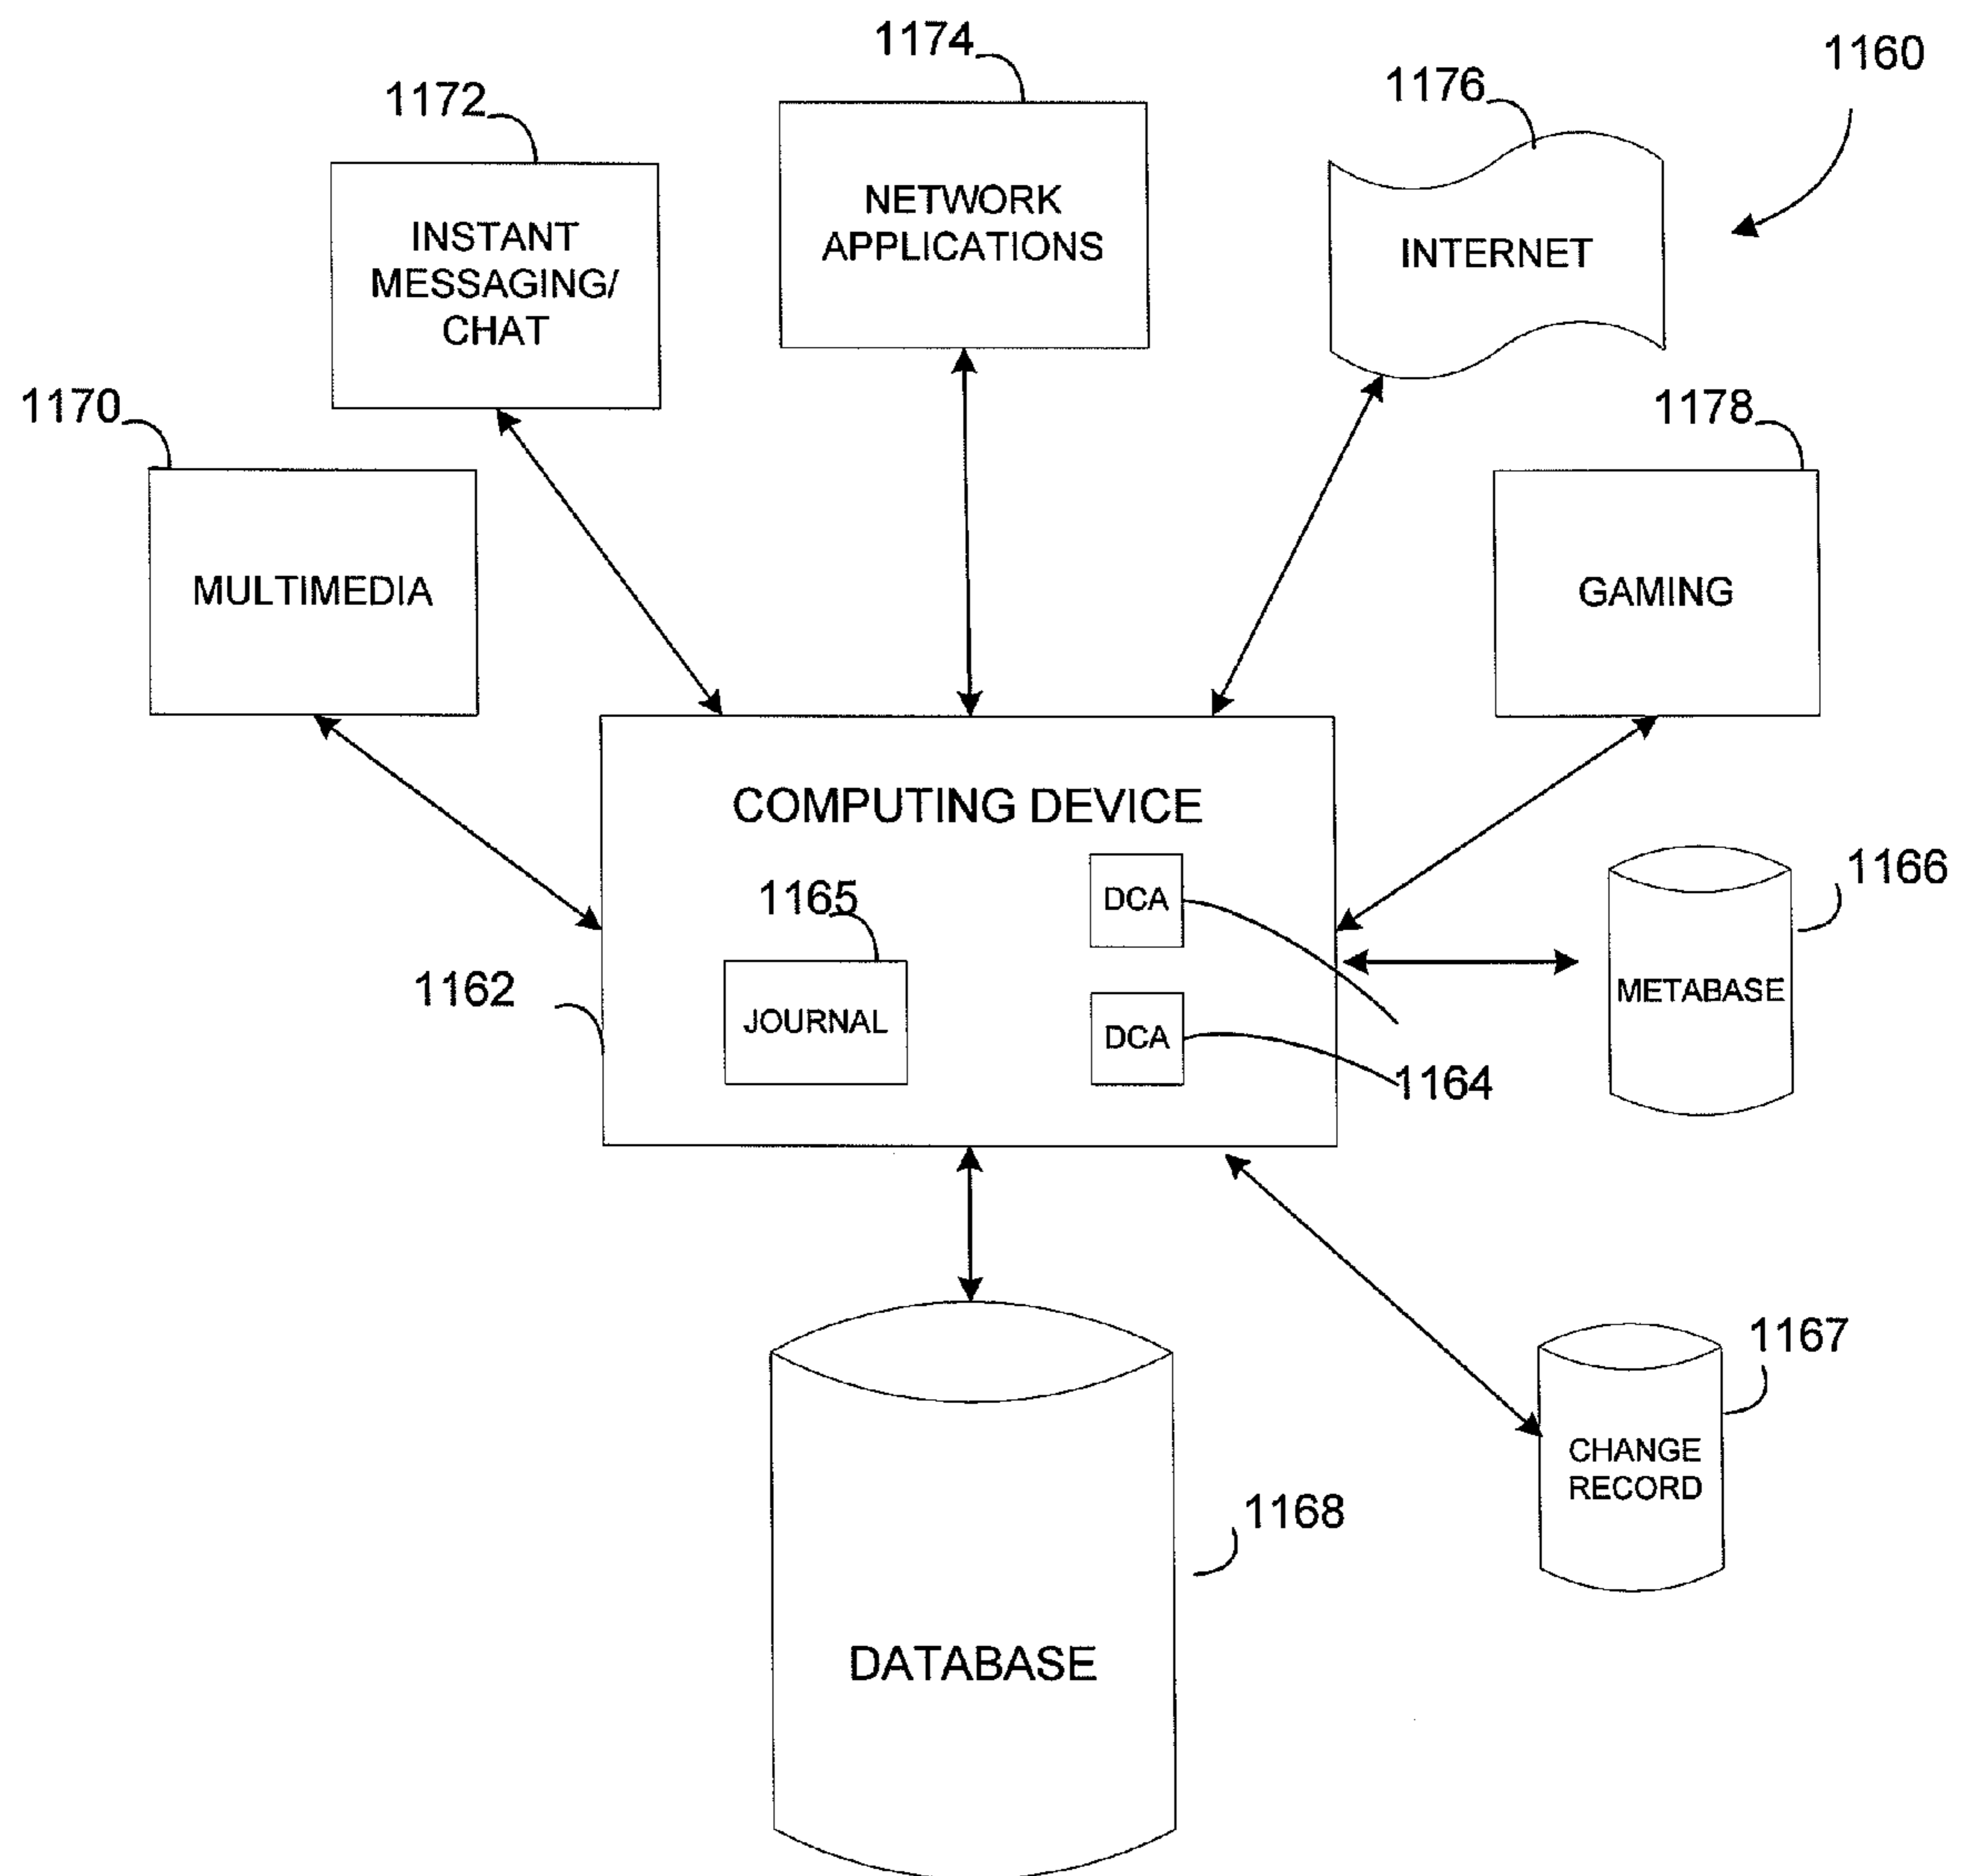 1174
1160
1172
1176
NETWORK
APPLICATIONS
INSTANT
MESSAGING/
CHAT
INTERNET
1170
1178
MULTIMEDIA
GAMING
COMPUTING DEVICE
1166
1165
DCA
METABASE
1162
JOURNAL
DCA
1164
1167
CHANGE
RECORD
1168
DATABASE